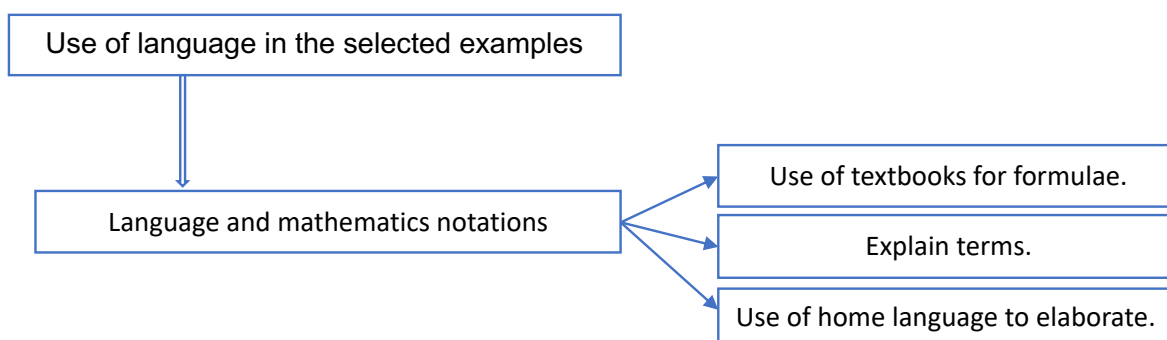 Use of language in the selected examples
Language and mathematics notations
Use of textbooks for formulae.
Explain terms.
Use of home language to elaborate.